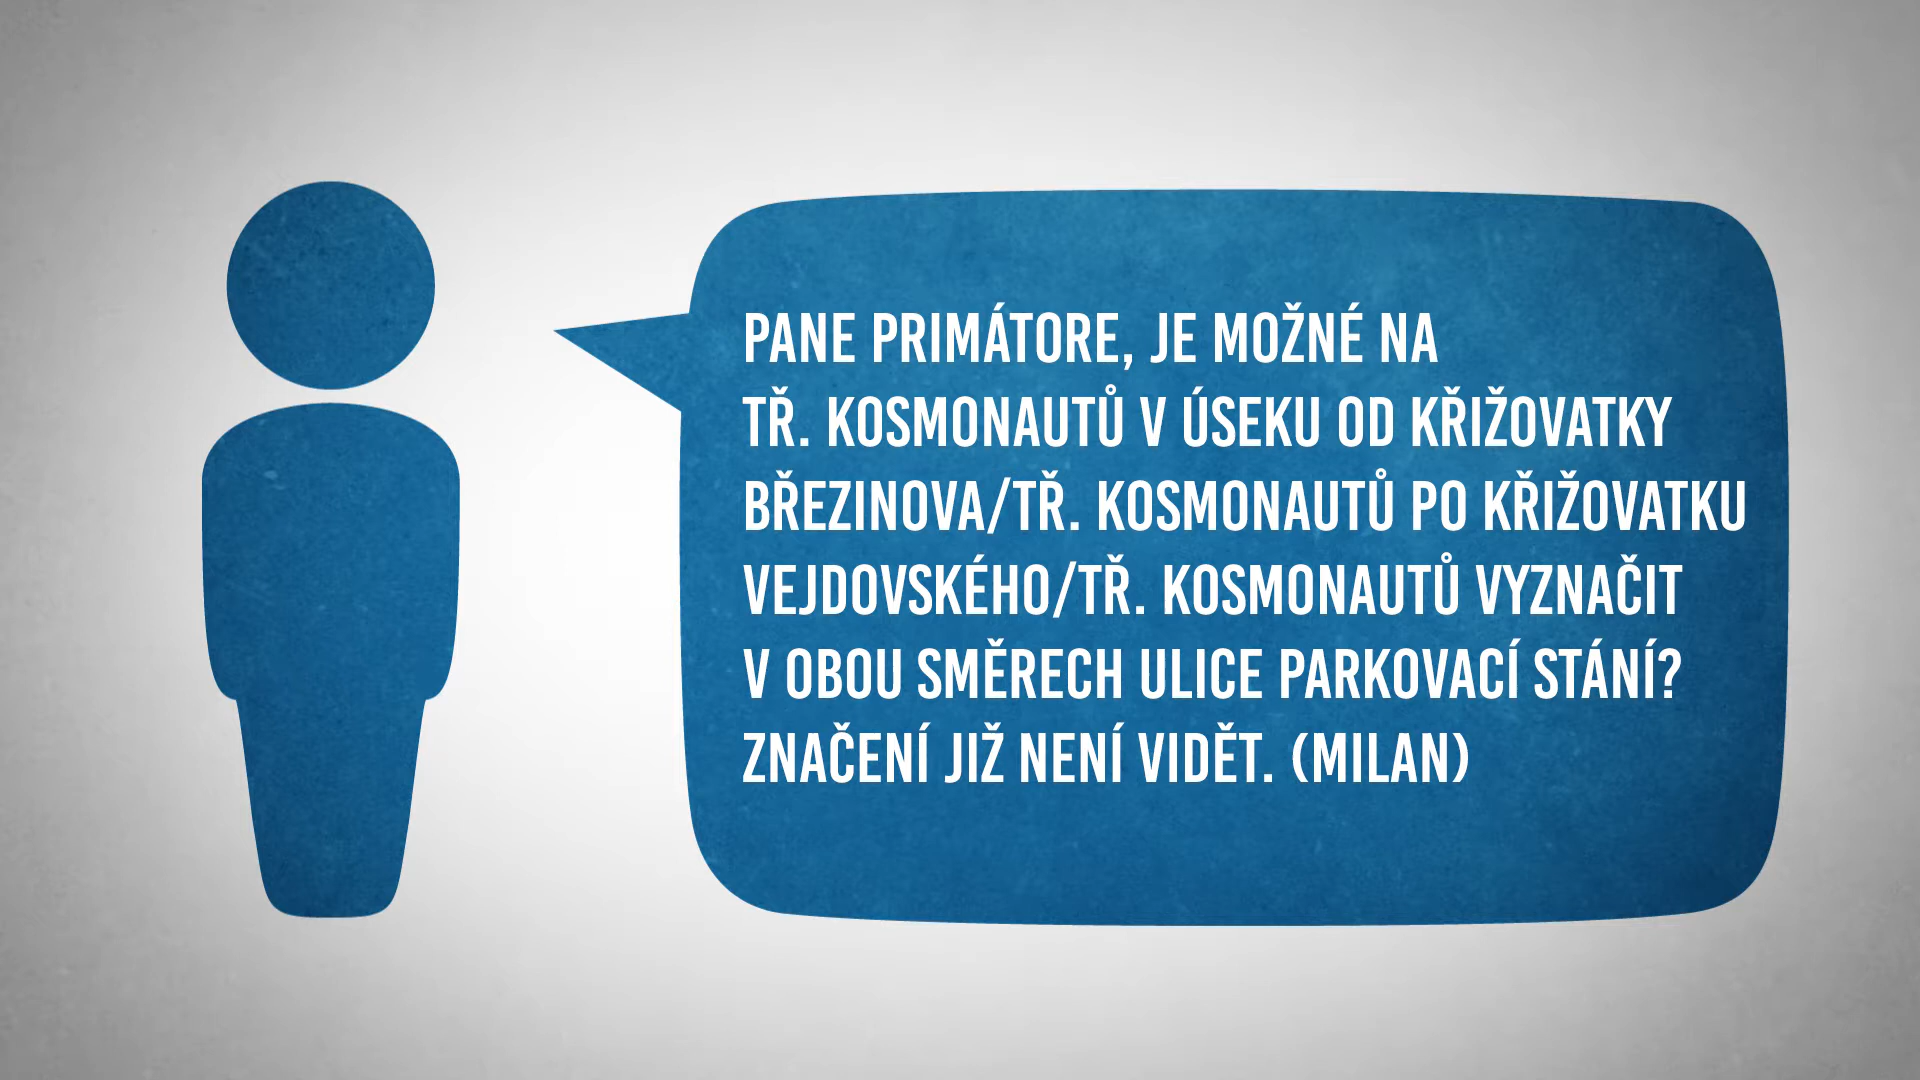 PANE PRIMÁTORE, JE MOŽNÉ NA
TŘ. KOSMONAUTŮ V ÚSEKU OD KŘIŽOVATKY
BŘEZINOVA/TŘ. KOSMONAUTŮ PO KŘIŽOVATKU
VEJDOVSKÉHO/TŘ. KOSMONAUTŮ VYZNAČIT
V OBOU SMĚRECH ULICE PARKOVACÍ STÁNÍ?
ZNAČENÍ JIŽ NENÍ VIDĚT. (MILAN)